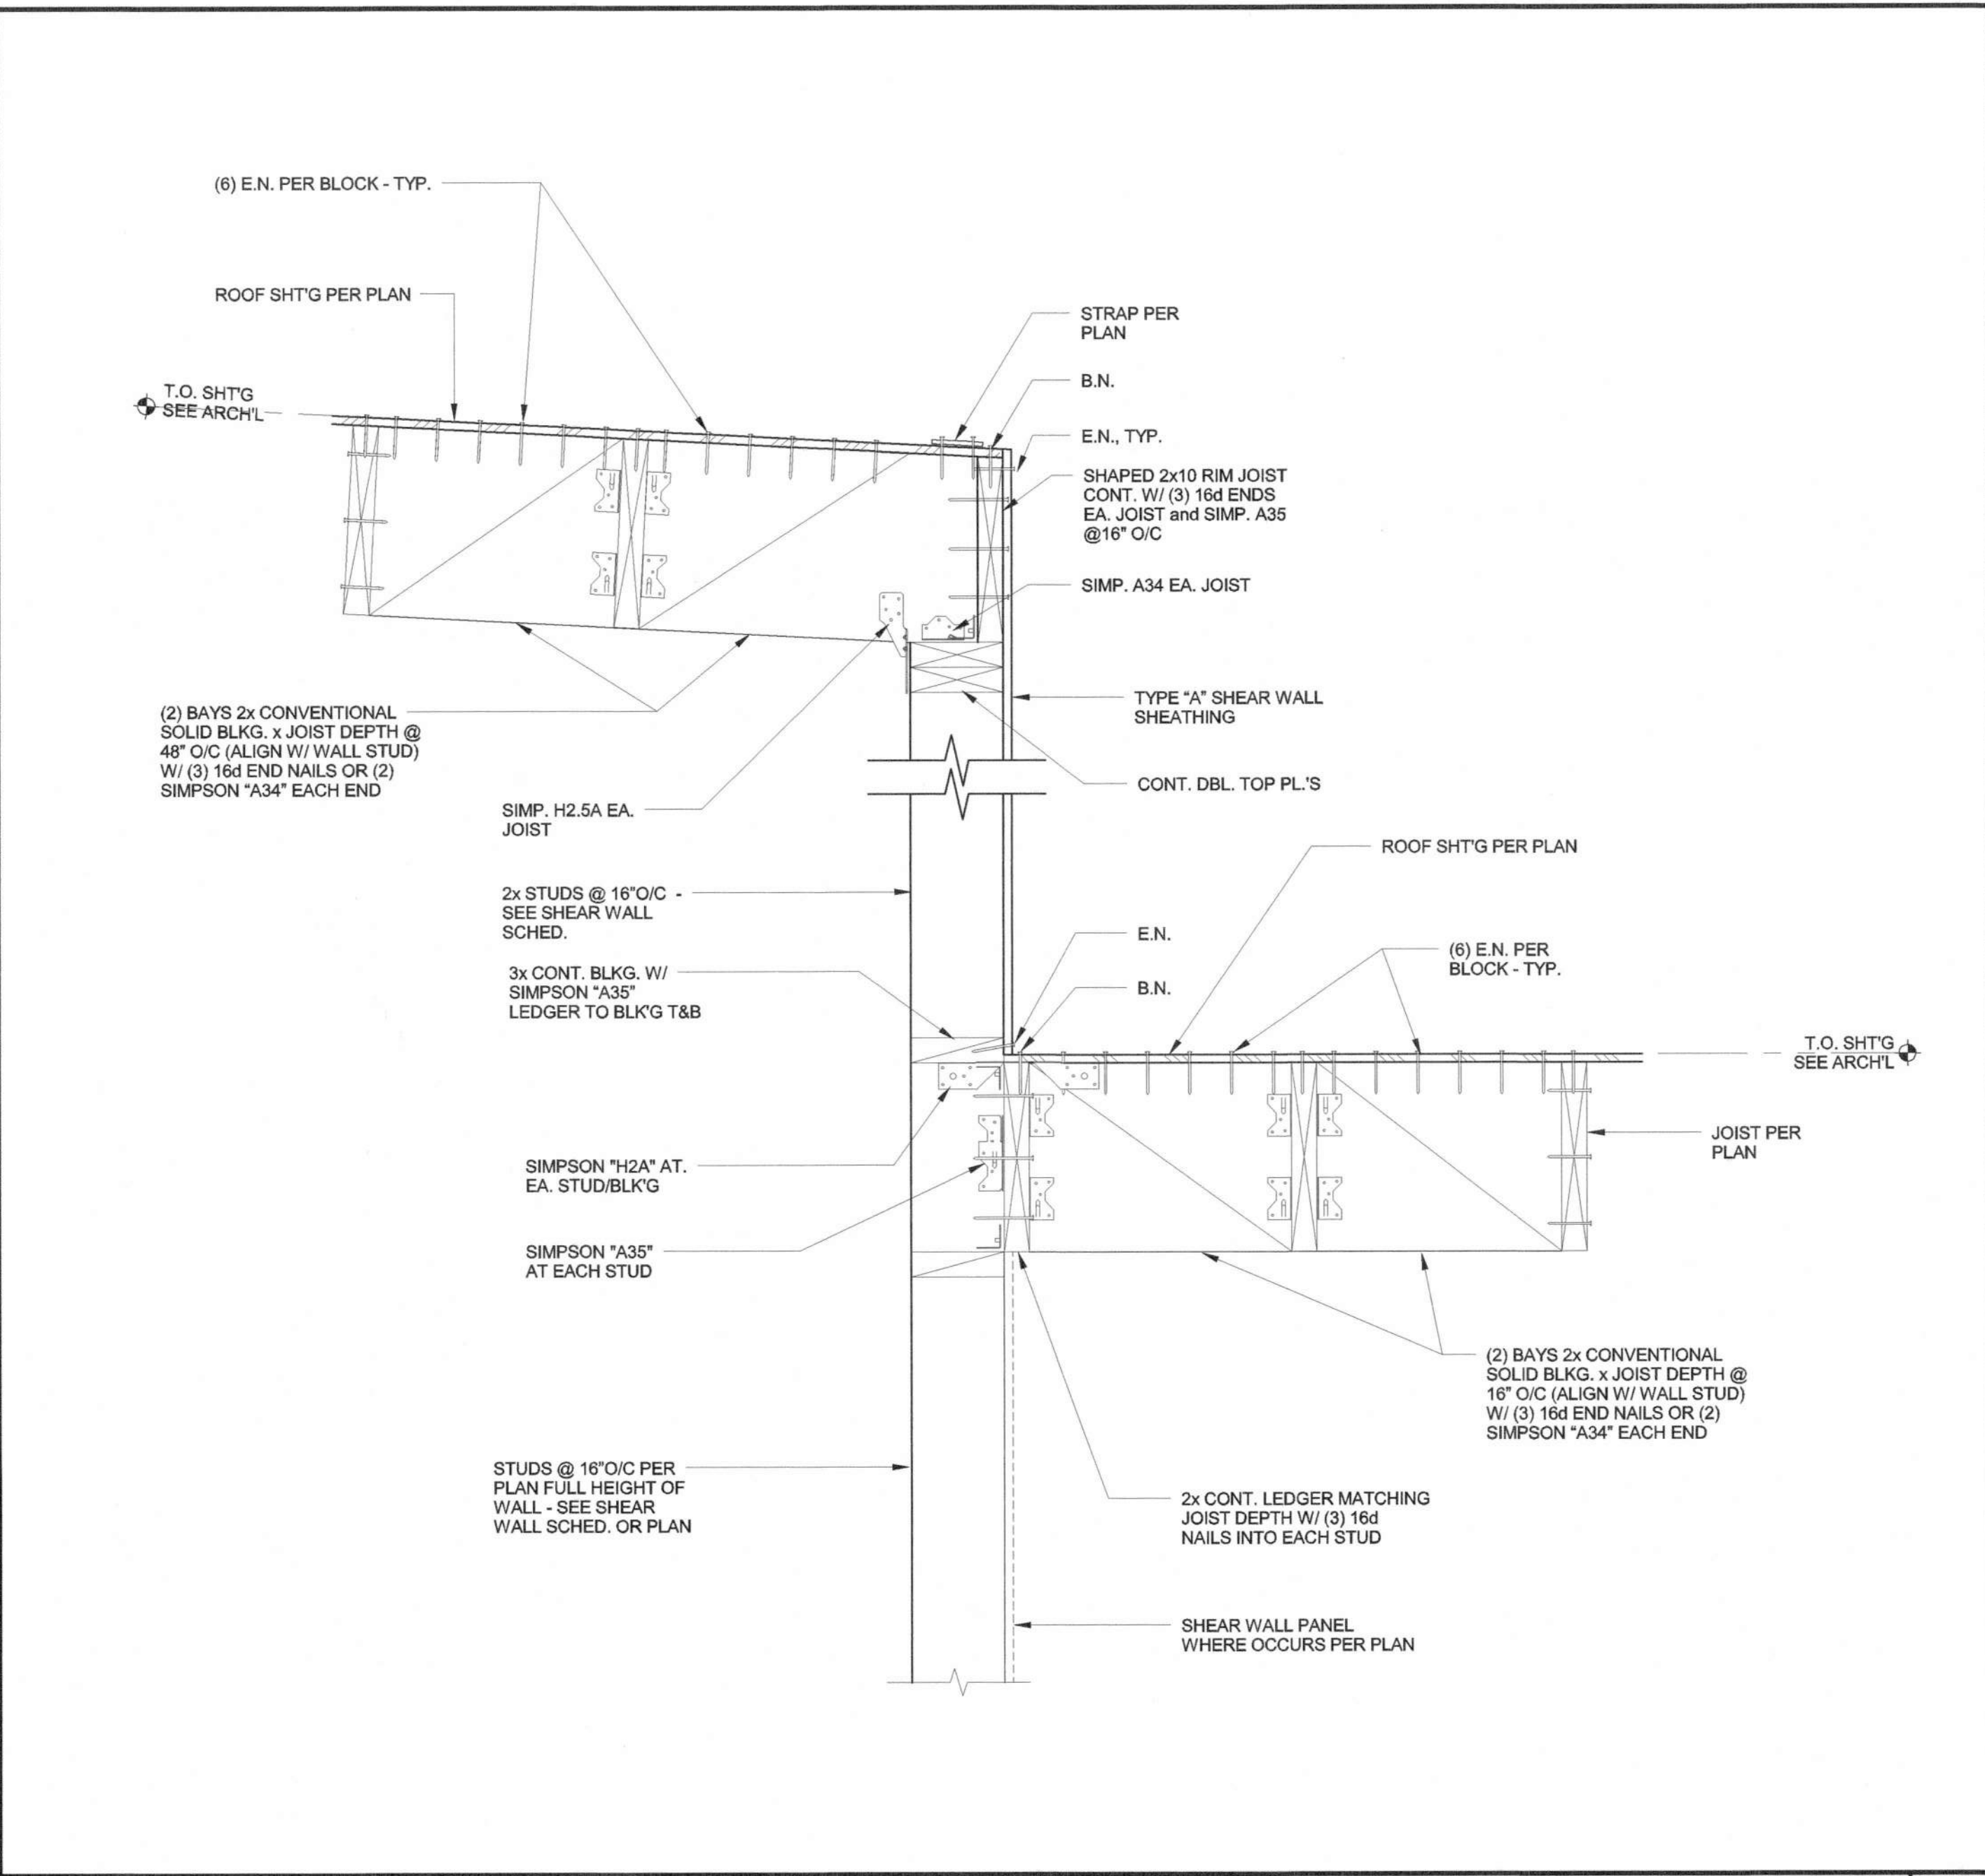 (6) E.N. PER BLOCK - TYP.
ROOF SHT'G PER PLAN
T.O. SHT'G
SEE ARCH'L
STRAP PER
PLAN
B.N.
E.N., TYP.
SHAPED 2x10 RIM JOIST
CONT. W/ (3) 16d ENDS
EA. JOIST and SIMP. A35
@16" O/C
SIMP. A34 EA. JOIST
(2) BAYS 2x CONVENTIONAL
SOLID BLKG. x JOIST DEPTH @
48" O/C (ALIGN W/ WALL STUD)
W/ (3) 16d END NAILS OR (2)
SIMPSON “A34” EACH END
TYPE “A” SHEAR WALL
SHEATHING
CONT. DBL. TOP PL.'S
SIMP. H2.5A EA.
JOIST
ROOF SHT'G PER PLAN
2x STUDS @ 16"O/C -
SEE SHEAR WALL
SCHED.
E.N.
(6) E.N. PER
BLOCK - TYP.
3x CONT. BLKG. W/
SIMPSON “A35”
LEDGER TO BLK'G T&B
B.N.
T.O. SHT'G
SEE ARCH'L
JOIST PER
PLAN
SIMPSON "H2A" AT.
EA. STUD/BLK'G
SIMPSON "A35"
AT EACH STUD
(2) BAYS 2x CONVENTIONAL
SOLID BLKG. x JOIST DEPTH @
16" O/C (ALIGN W/ WALL STUD)
W/ (3) 16d END NAILS OR (2)
SIMPSON “A34” EACH END
STUDS @ 16"O/C PER
PLAN FULL HEIGHT OF
WALL - SEE SHEAR
WALL SCHED. OR PLAN
2x CONT. LEDGER MATCHING
JOIST DEPTH W/ (3) 16d
NAILS INTO EACH STUD
SHEAR WALL PANEL
WHERE OCCURS PER PLAN